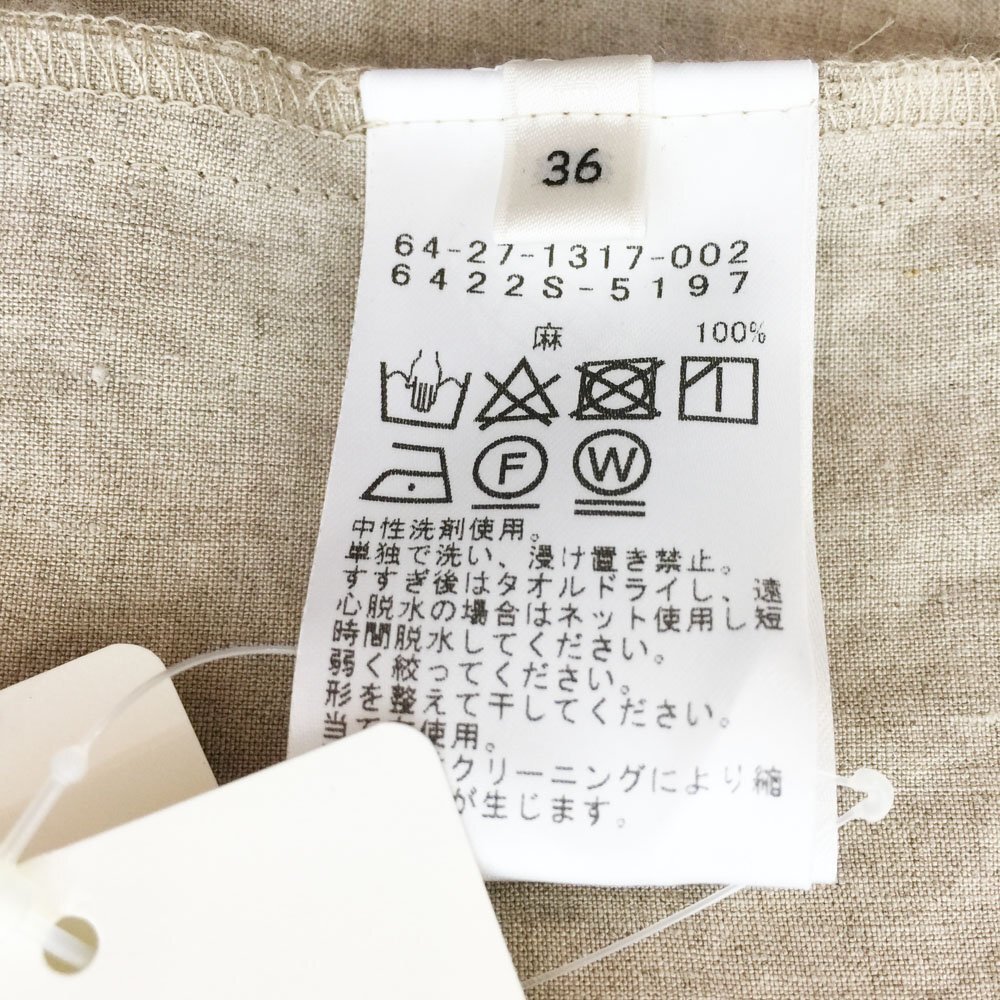 36
64-27-1317-002
6422S-5197
麻 100%
F W
中性洗剤使用。
単独で洗い、浸け置き禁止。
すすぎ後はタオルドライし、遠
心脱水の場合はネット使用し短
時間脱水してください。
弱く絞ってください。
形を整えて干してください。
当て布使用。
クリーニングにより縮
が生じます。